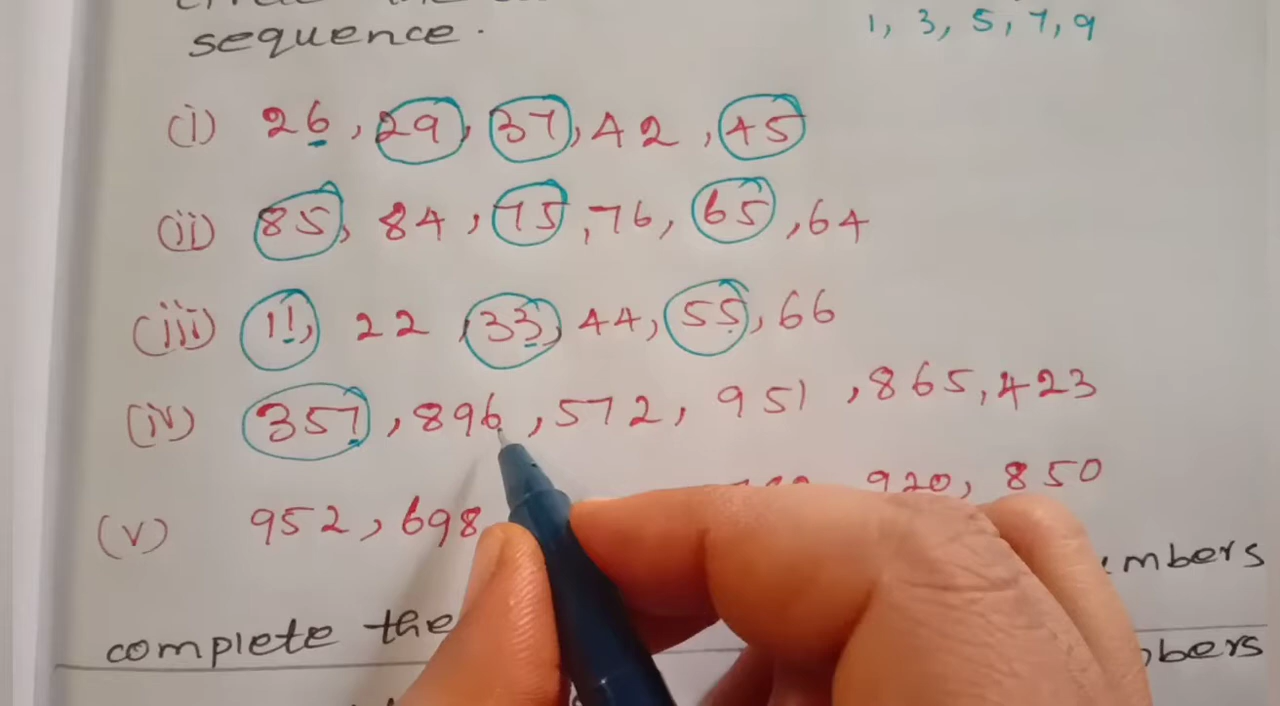 sequence.
1, 3, 5, 7, 9
(i) 26, 29, 37, 42, 45
(ii) 85, 84, 75, 76, 65, 64
(iii) 11, 22, 33, 44, 55, 66
(iv) 357, 896, 572, 951, 865, 423
(v) 952, 698 920, 850
complete the